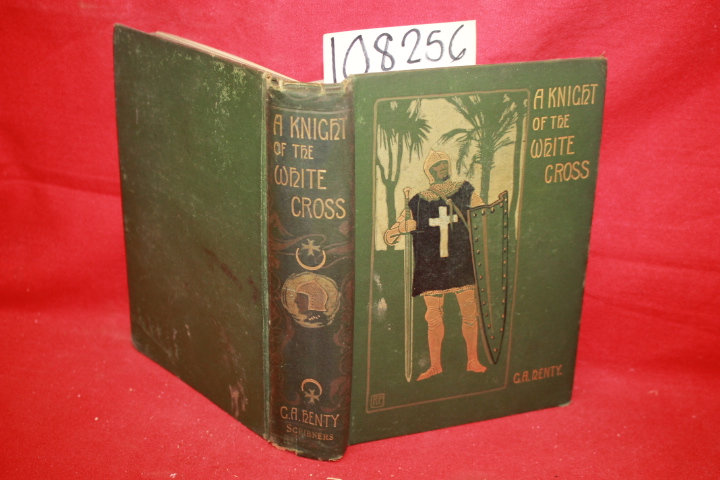 108256
A KNIGHT
OF THE
WHITE
CROSS
G.A. HENTY
SCRIBNERS
A KNIGHT
OF THE
WHITE
CROSS
G.A. HENTY.